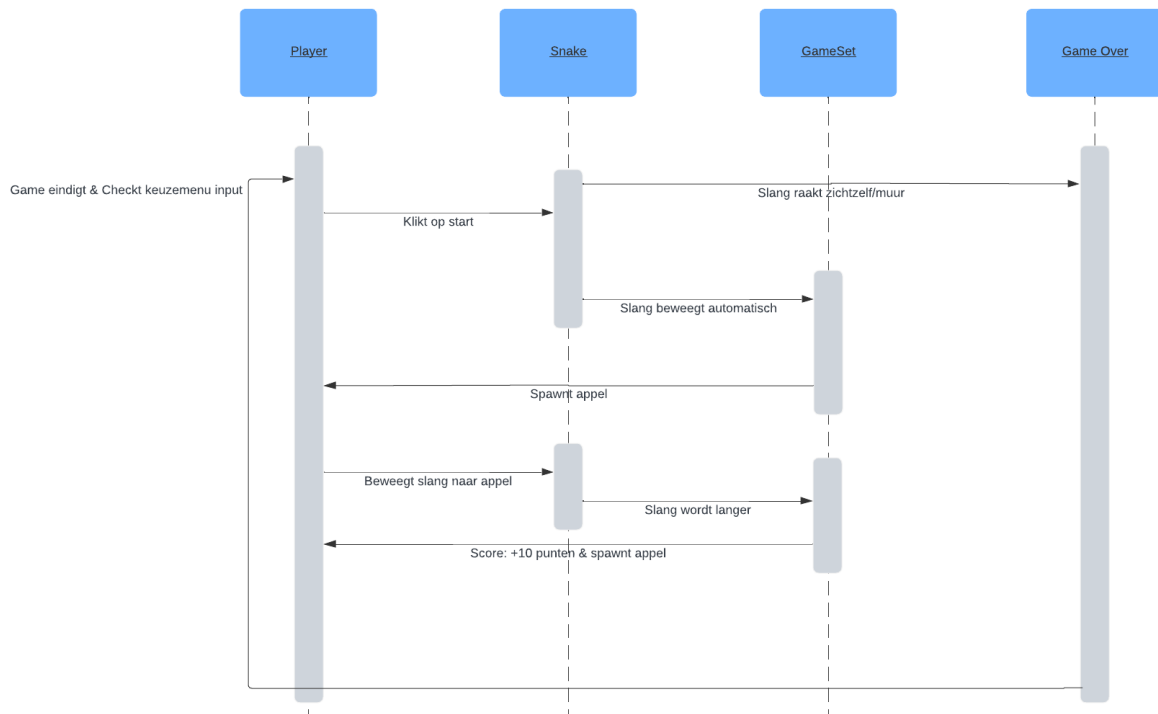 Player
Snake
GameSet
Game Over
Game eindigt & Checkt keuzemenu input
Slang raakt zichtzelf/muur
Klikt op start
Slang beweegt automatisch
Spawnt appel
Beweegt slang naar appel
Slang wordt langer
Score: +10 punten & spawnt appel